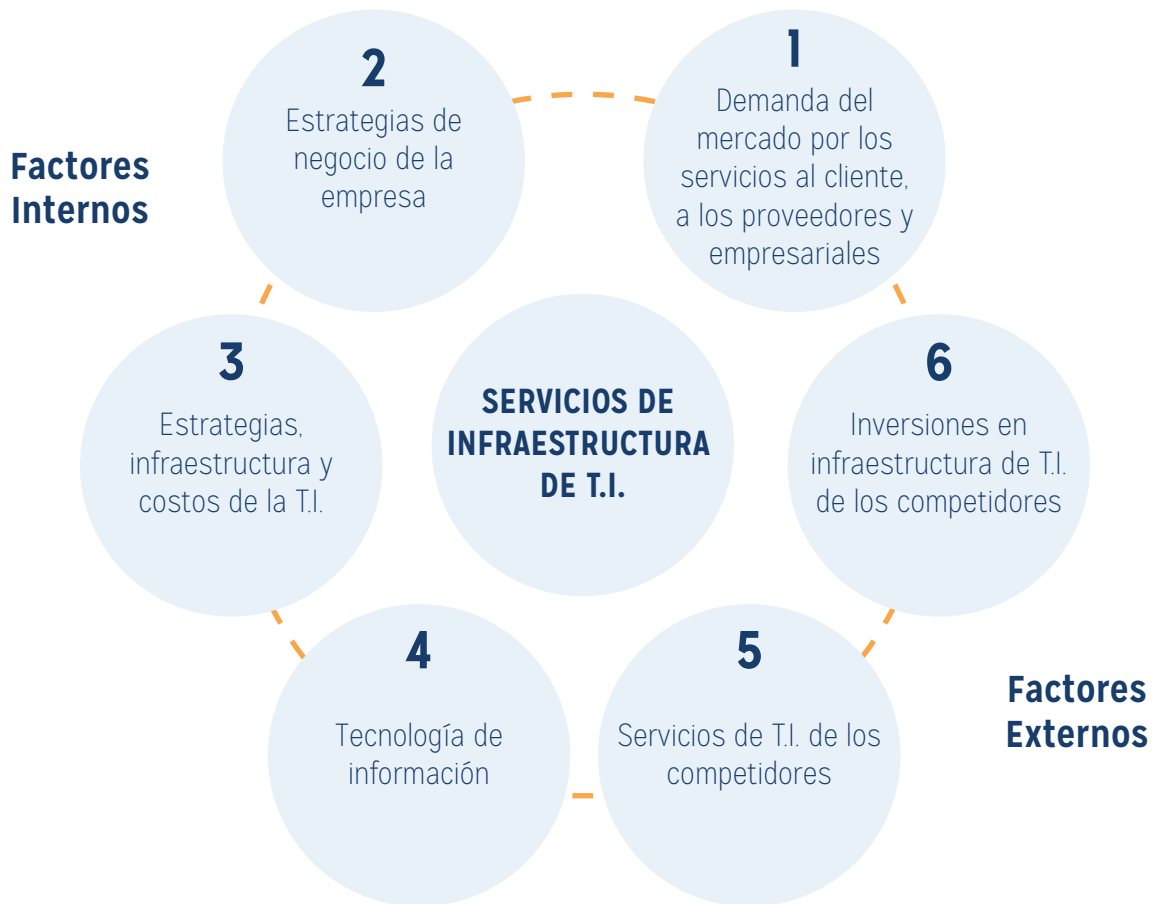 1
Demanda del
mercado por los
servicios al cliente,
a los proveedores y
empresariales
2
Estrategias de
negocio de la
empresa
Factores
Internos
3
Estrategias,
infraestructura y
costos de la T.I.
SERVICIOS DE
INFRAESTRUCTURA
DE T.I.
6
Inversiones en
infraestructura de T.I.
de los competidores
4
Tecnología de
información
5
Servicios de T.I. de los
competidores
Factores
Externos